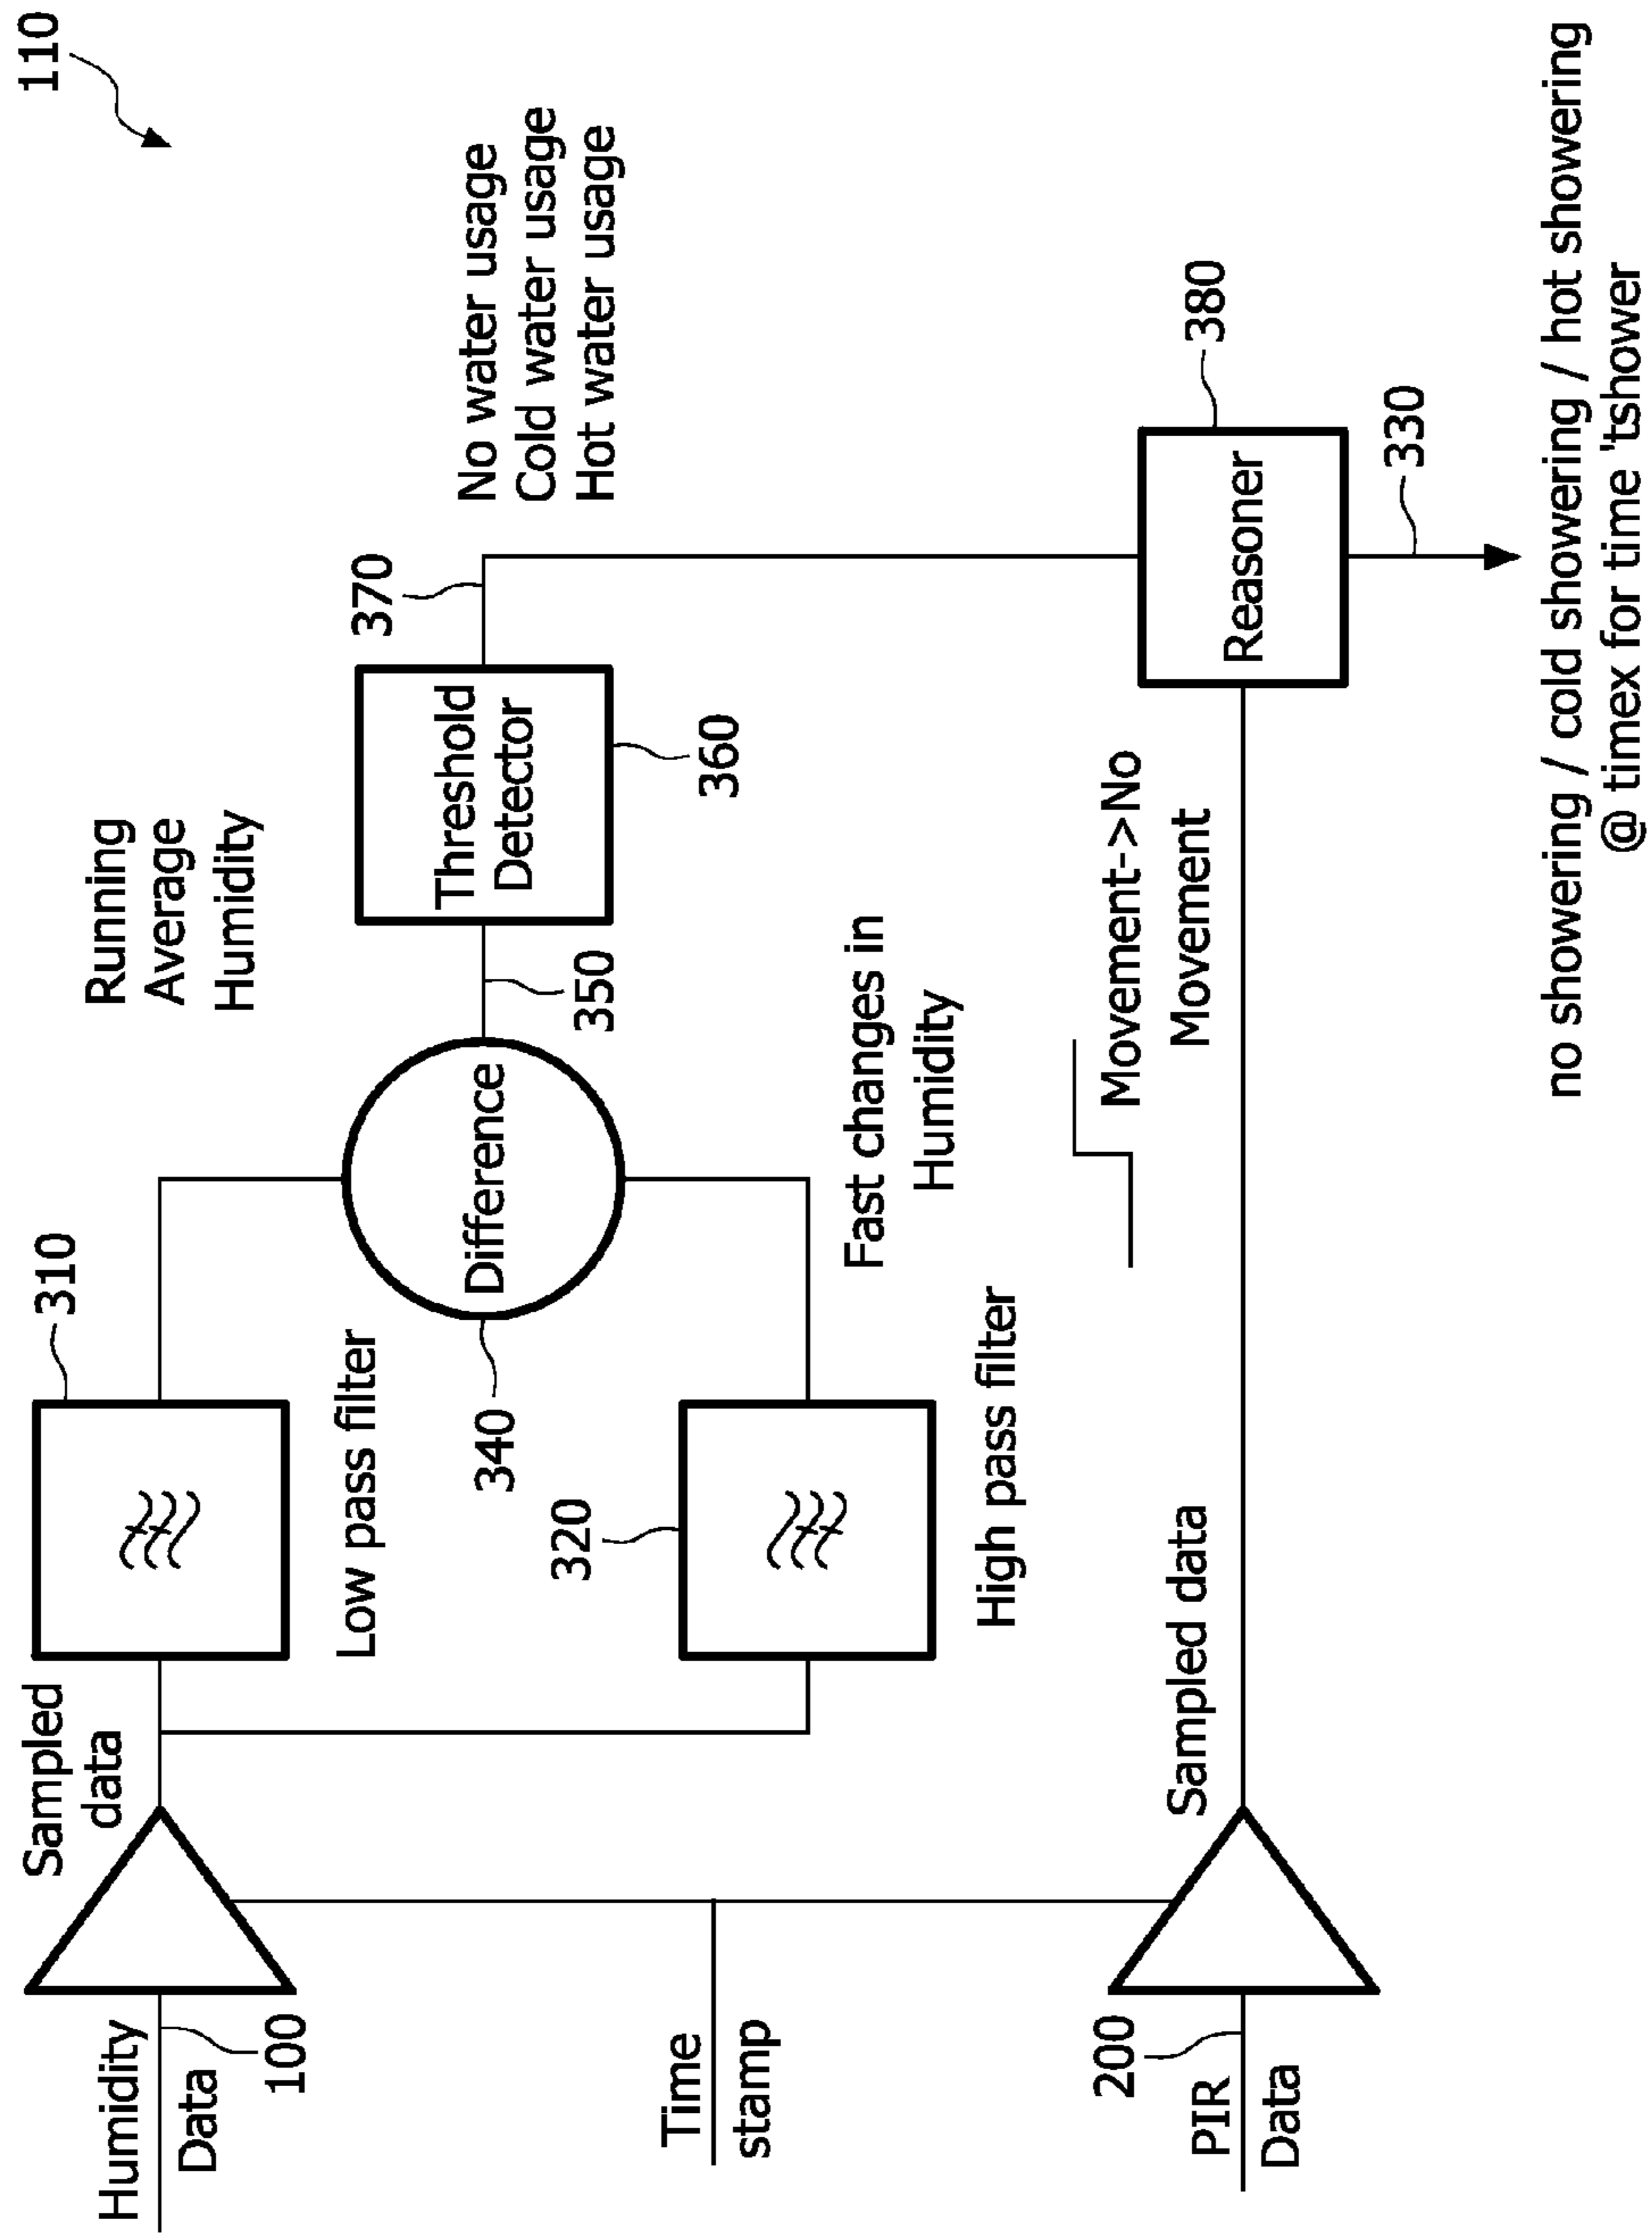 110
Humidity
Data
100
Sampled
data
310
Low pass filter
Running
Average
Humidity
340
Difference
350
Threshold
Detector
360
370
No water usage
Cold water usage
Hot water usage
320
High pass filter
Fast changes in
Humidity
Time
stamp
200
PIR
Data
Sampled data
Movement->No
Movement
Reasoner
380
330
no showering / cold showering / hot showering
@ timex for time 'tshower